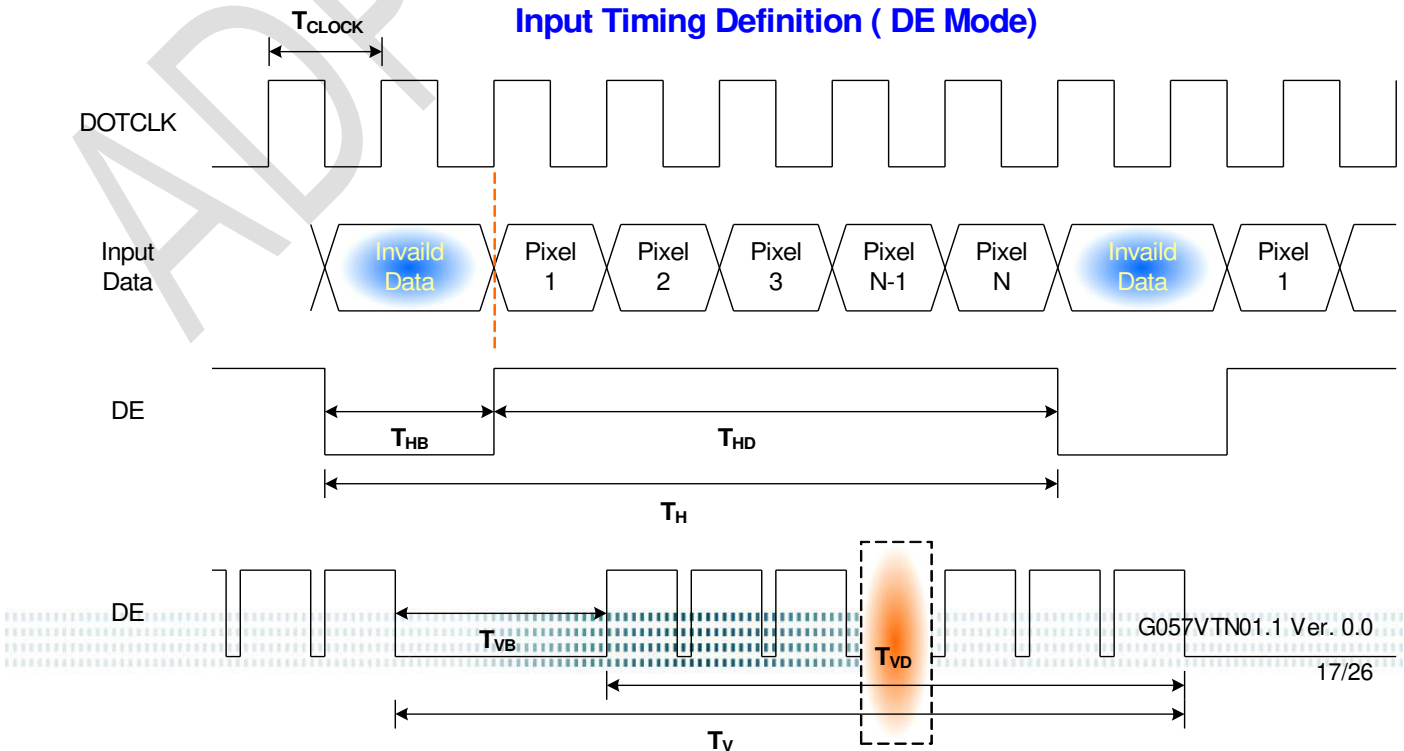 Input Timing Definition ( DE Mode)
TCLOCK
DOTCLK
Input
Data
Invaild
Data
Pixel
1
Pixel
2
Pixel
3
Pixel
N-1
Pixel
N
Invaild
Data
Pixel
1
DE
THB
THD
TH
DE
TVB
TVD
TV
G057VTN01.1 Ver. 0.0
17/26